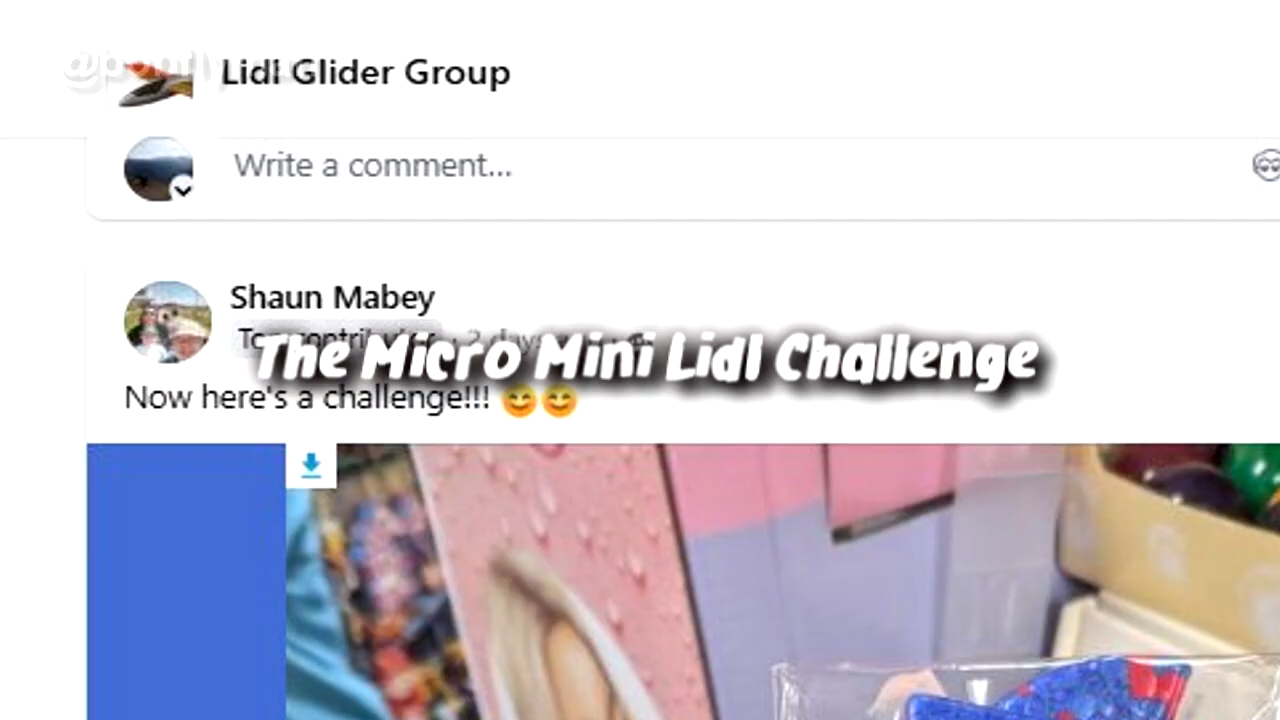 Lidl Glider Group
Write a comment...
Shaun Mabey
The Micro Mini Lidl Challenge
Now here's a challenge!!! 😊😊